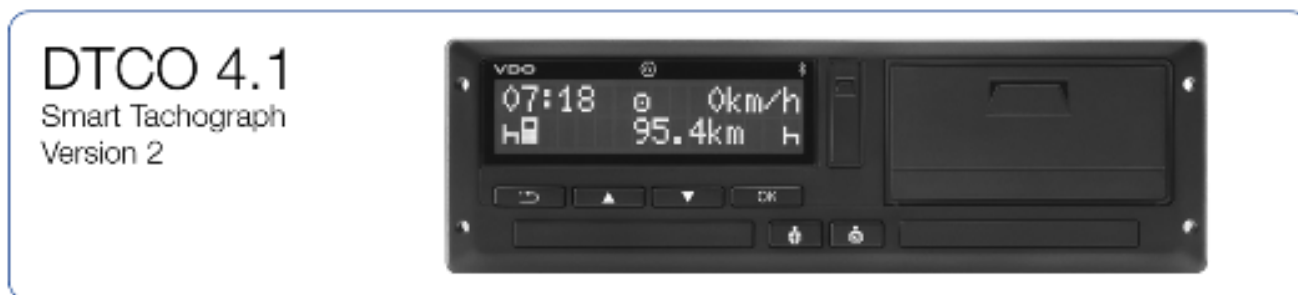 DTCO 4.1
Smart Tachograph
Version 2
VDO
07:18 0km/h
95.4km
OK